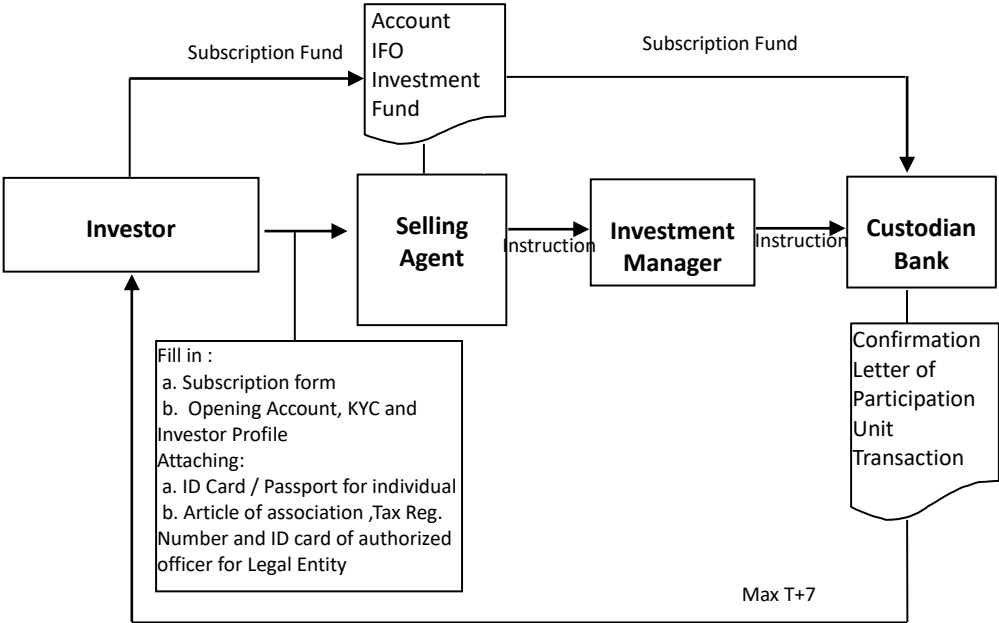 Account
IFO
Investment
Fund
Subscription Fund
Subscription Fund
Investor
Selling
Agent
Instruction
Investment
Manager
Instruction
Custodian
Bank
Fill in :
a. Subscription form
b. Opening Account, KYC and
Investor Profile
Attaching:
a. ID Card / Passport for individual
b. Article of association ,Tax Reg.
Number and ID card of authorized
officer for Legal Entity
Confirmation
Letter of
Participation
Unit
Transaction
Max T+7